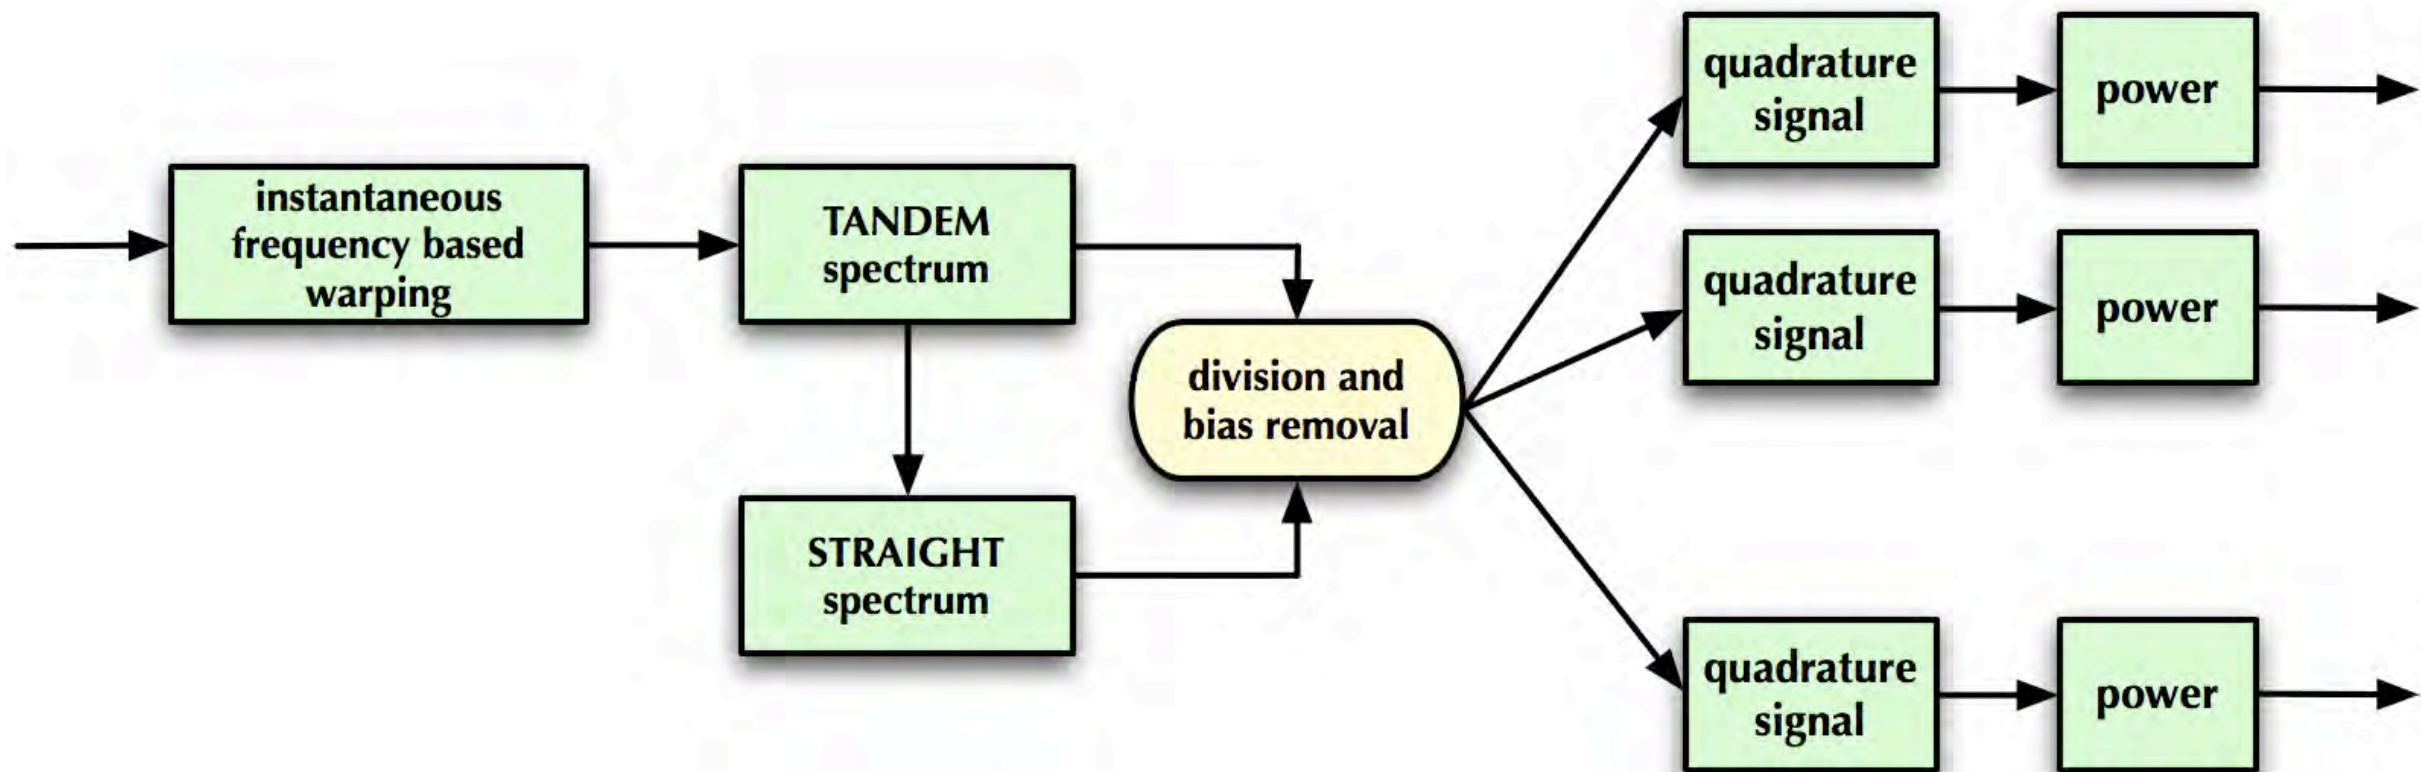 instantaneous
frequency based
warping
TANDEM
spectrum
STRAIGHT
spectrum
division and
bias removal
quadrature
signal
power
quadrature
signal
power
quadrature
signal
power